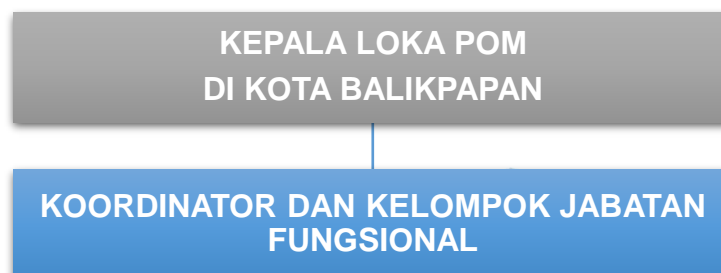 KEPALA LOKA POM
DI KOTA BALIKPAPAN
KOORDINATOR DAN KELOMPOK JABATAN
FUNGSIONAL